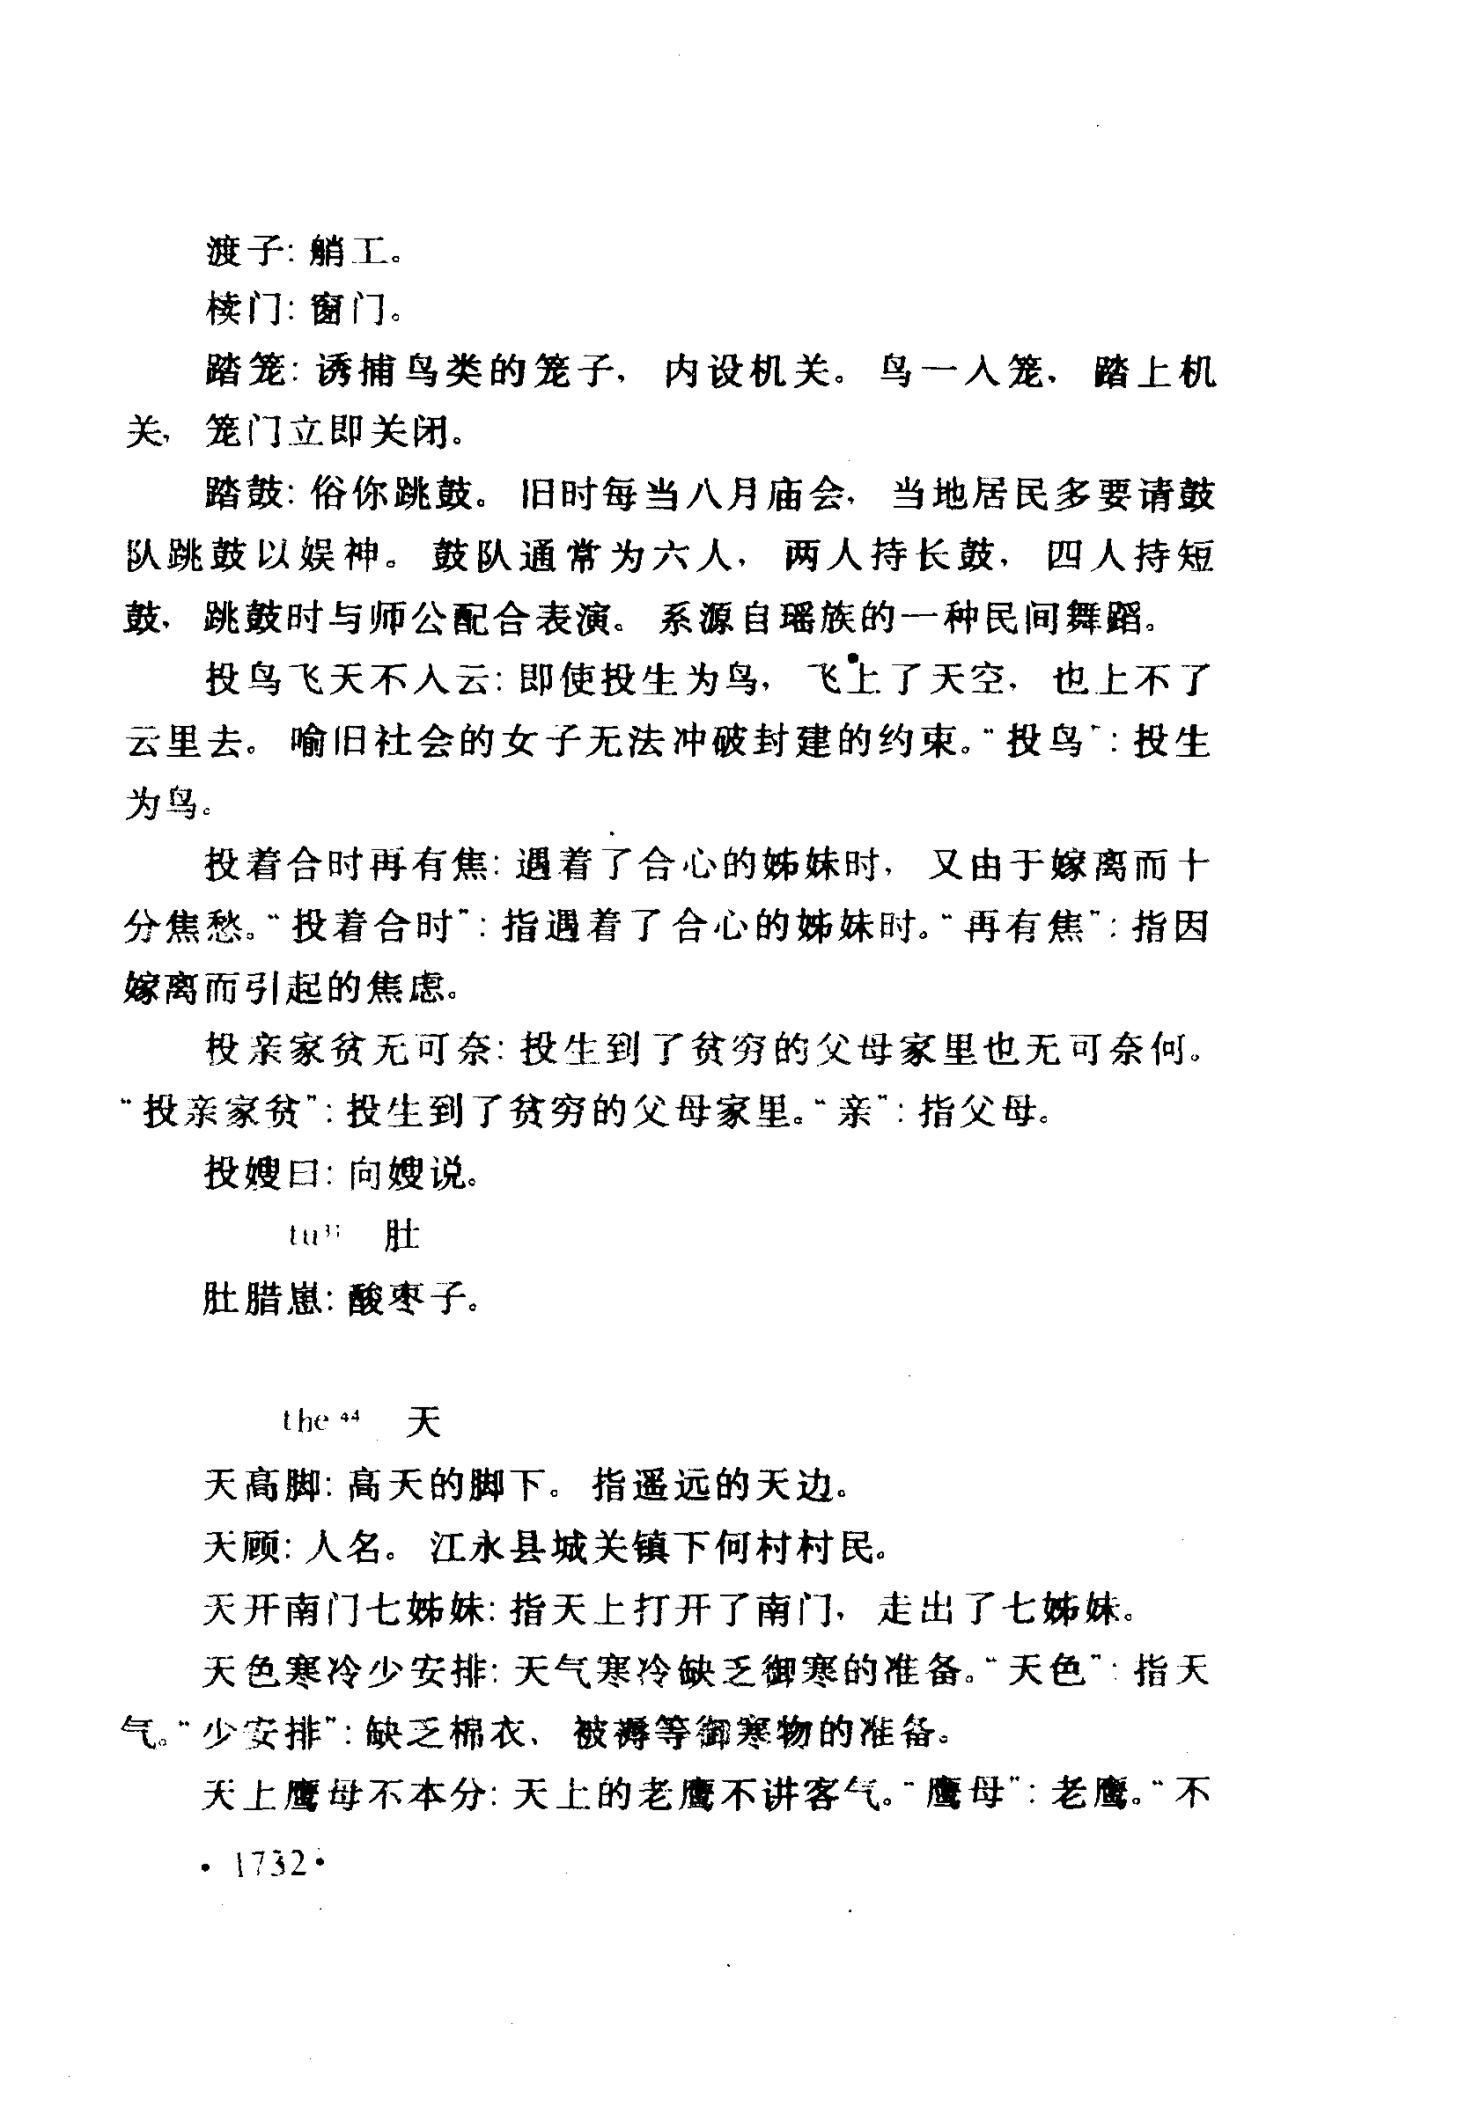 渡子：艄工。
椟门：窗门。
踏笼：诱捕鸟类的笼子，内设机关。鸟一入笼，踏上机
关，笼门立即关闭。
踏鼓：俗你跳鼓。旧时每当八月庙会，当地居民多要请鼓
队跳鼓以娱神。鼓队通常为六人，两人持长鼓，四人持短
鼓，跳鼓时与师公配合表演。系源自瑶族的一种民间舞蹈。
投鸟飞天不入云：即使投生为鸟，飞上了天空，也上不了
云里去。喻旧社会的女子无法冲破封建的约束。“投鸟”：投生
为鸟。
投着合时再有焦：遇着了合心的姊妹时，又由于嫁离而十
分焦愁。“投着合时”：指遇着了合心的姊妹时。“再有焦”：指因
嫁离而引起的焦虑。
投亲家贫无可奈：投生到了贫穷的父母家里也无可奈何。
“投亲家贫”：投生到了贫穷的父母家里。“亲”：指父母。
投嫂曰：向嫂说。
tu 肚
肚腊崽：酸枣子。
the⁴⁴ 天
天高脚：高天的脚下。指遥远的天边。
天顾：人名。江永县城关镇下何村村民。
天开南门七姊妹：指天上打开了南门，走出了七姊妹。
天色寒冷少安排：天气寒冷缺乏御寒的准备。“天色”：指天
气。“少安排”：缺乏棉衣、被褥等御寒物的准备。
天上鹰母不本分：天上的老鹰不讲客气。“鹰母”：老鹰。“不
·1732·